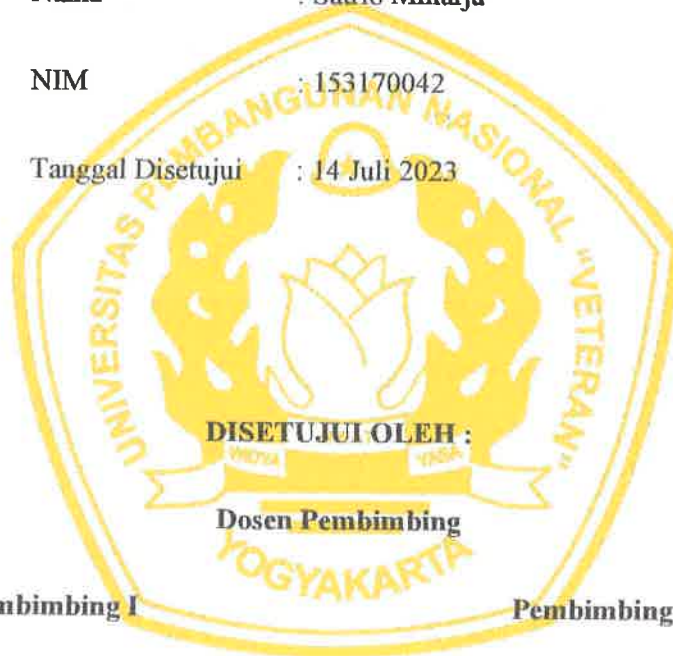 : 153170042
NIM
Tanggal Disetujui : 14 Juli 2023
UNIVERSITAS PEMBANGUNAN NASIONAL "VETERAN"
DISETUJUI OLEH :
WIDYA YASA
Dosen Pembimbing
YOGYAKARTA
Pembimbing